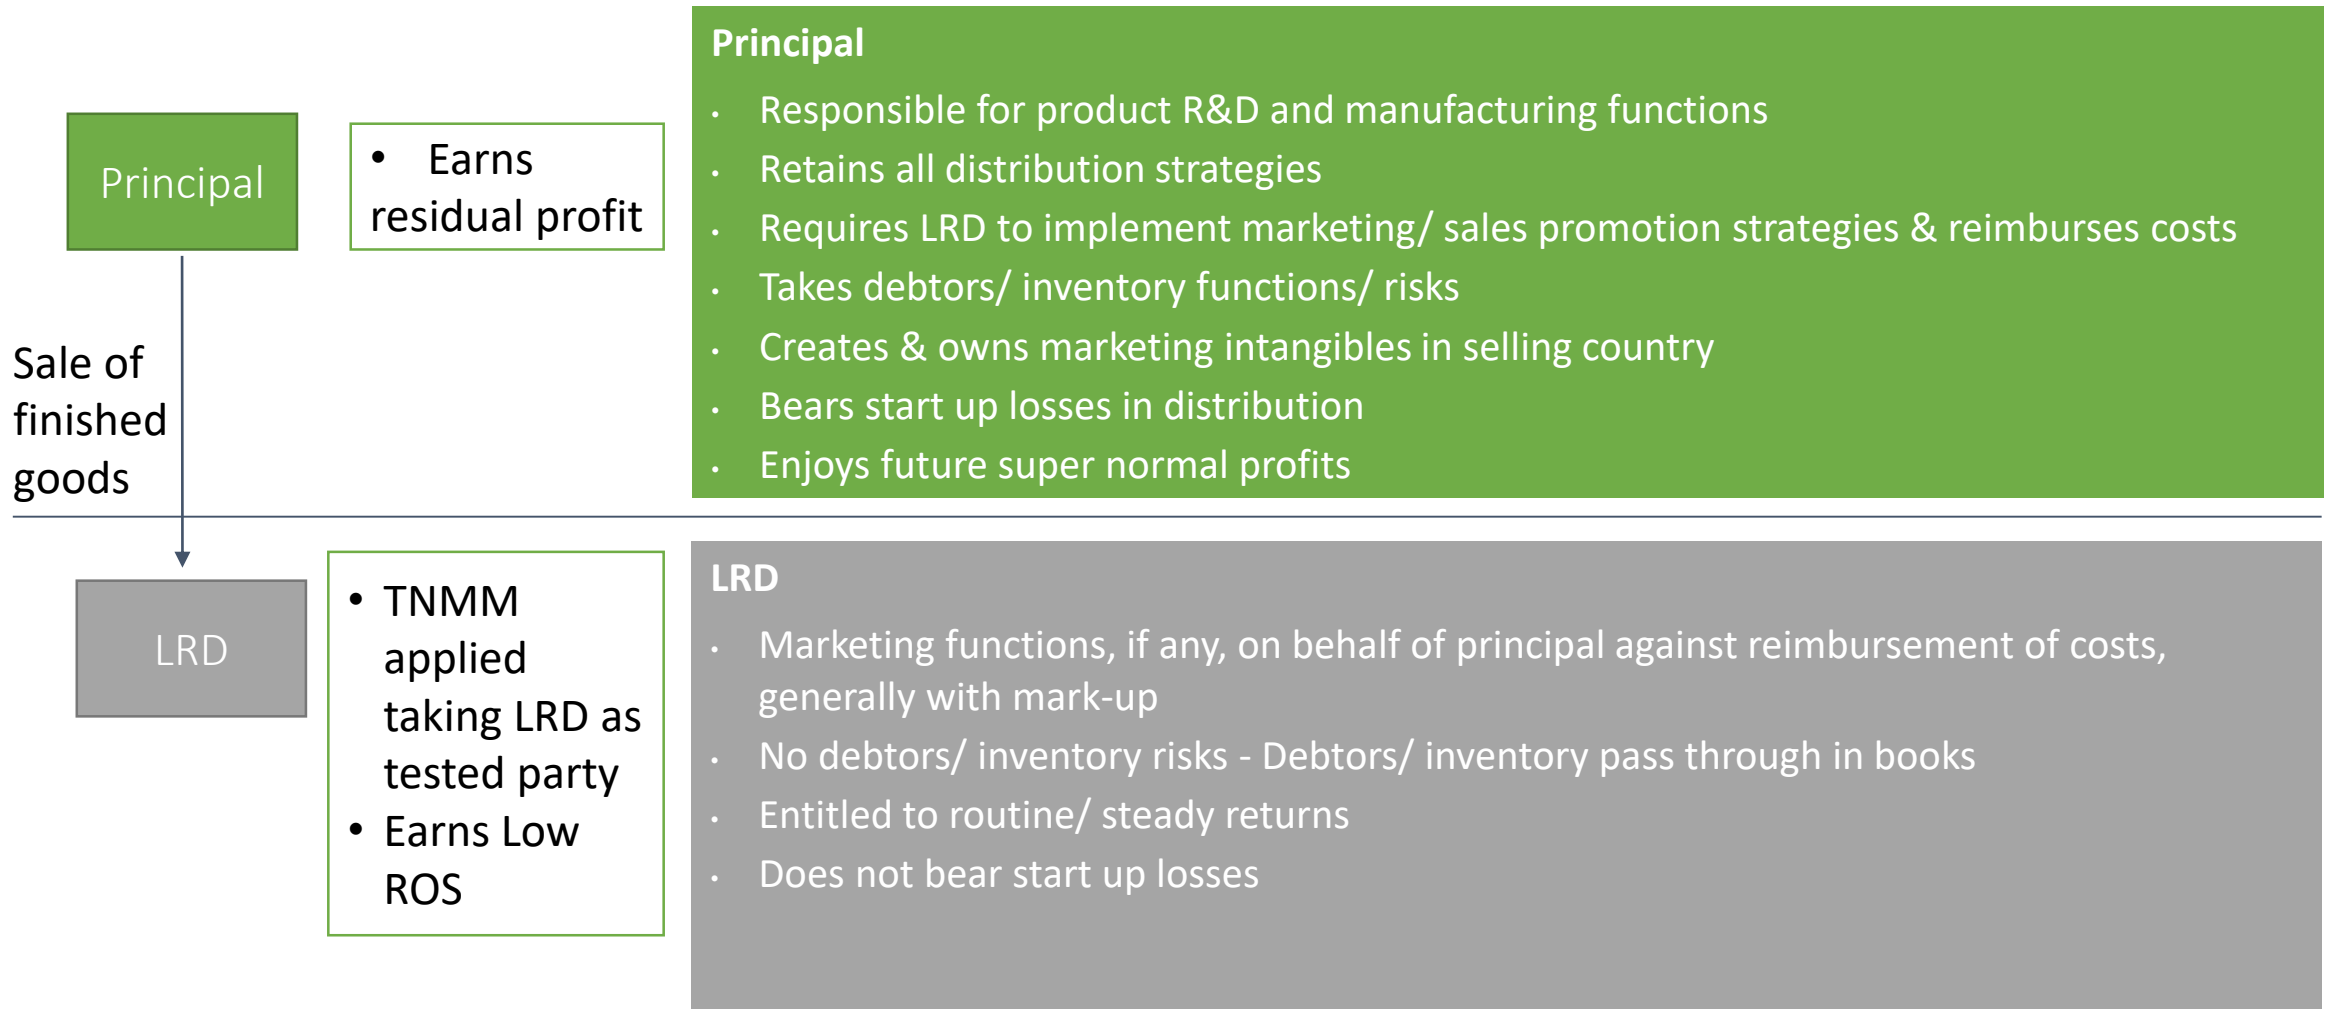 Principal
• Earns
residual profit
Principal
• Responsible for product R&D and manufacturing functions
• Retains all distribution strategies
• Requires LRD to implement marketing/ sales promotion strategies & reimburses costs
• Takes debtors/ inventory functions/ risks
• Creates & owns marketing intangibles in selling country
• Bears start up losses in distribution
• Enjoys future super normal profits
Sale of
finished
goods
LRD
• TNMM
applied
taking LRD as
tested party
• Earns Low
ROS
LRD
• Marketing functions, if any, on behalf of principal against reimbursement of costs,
generally with mark-up
• No debtors/ inventory risks - Debtors/ inventory pass through in books
• Entitled to routine/ steady returns
• Does not bear start up losses